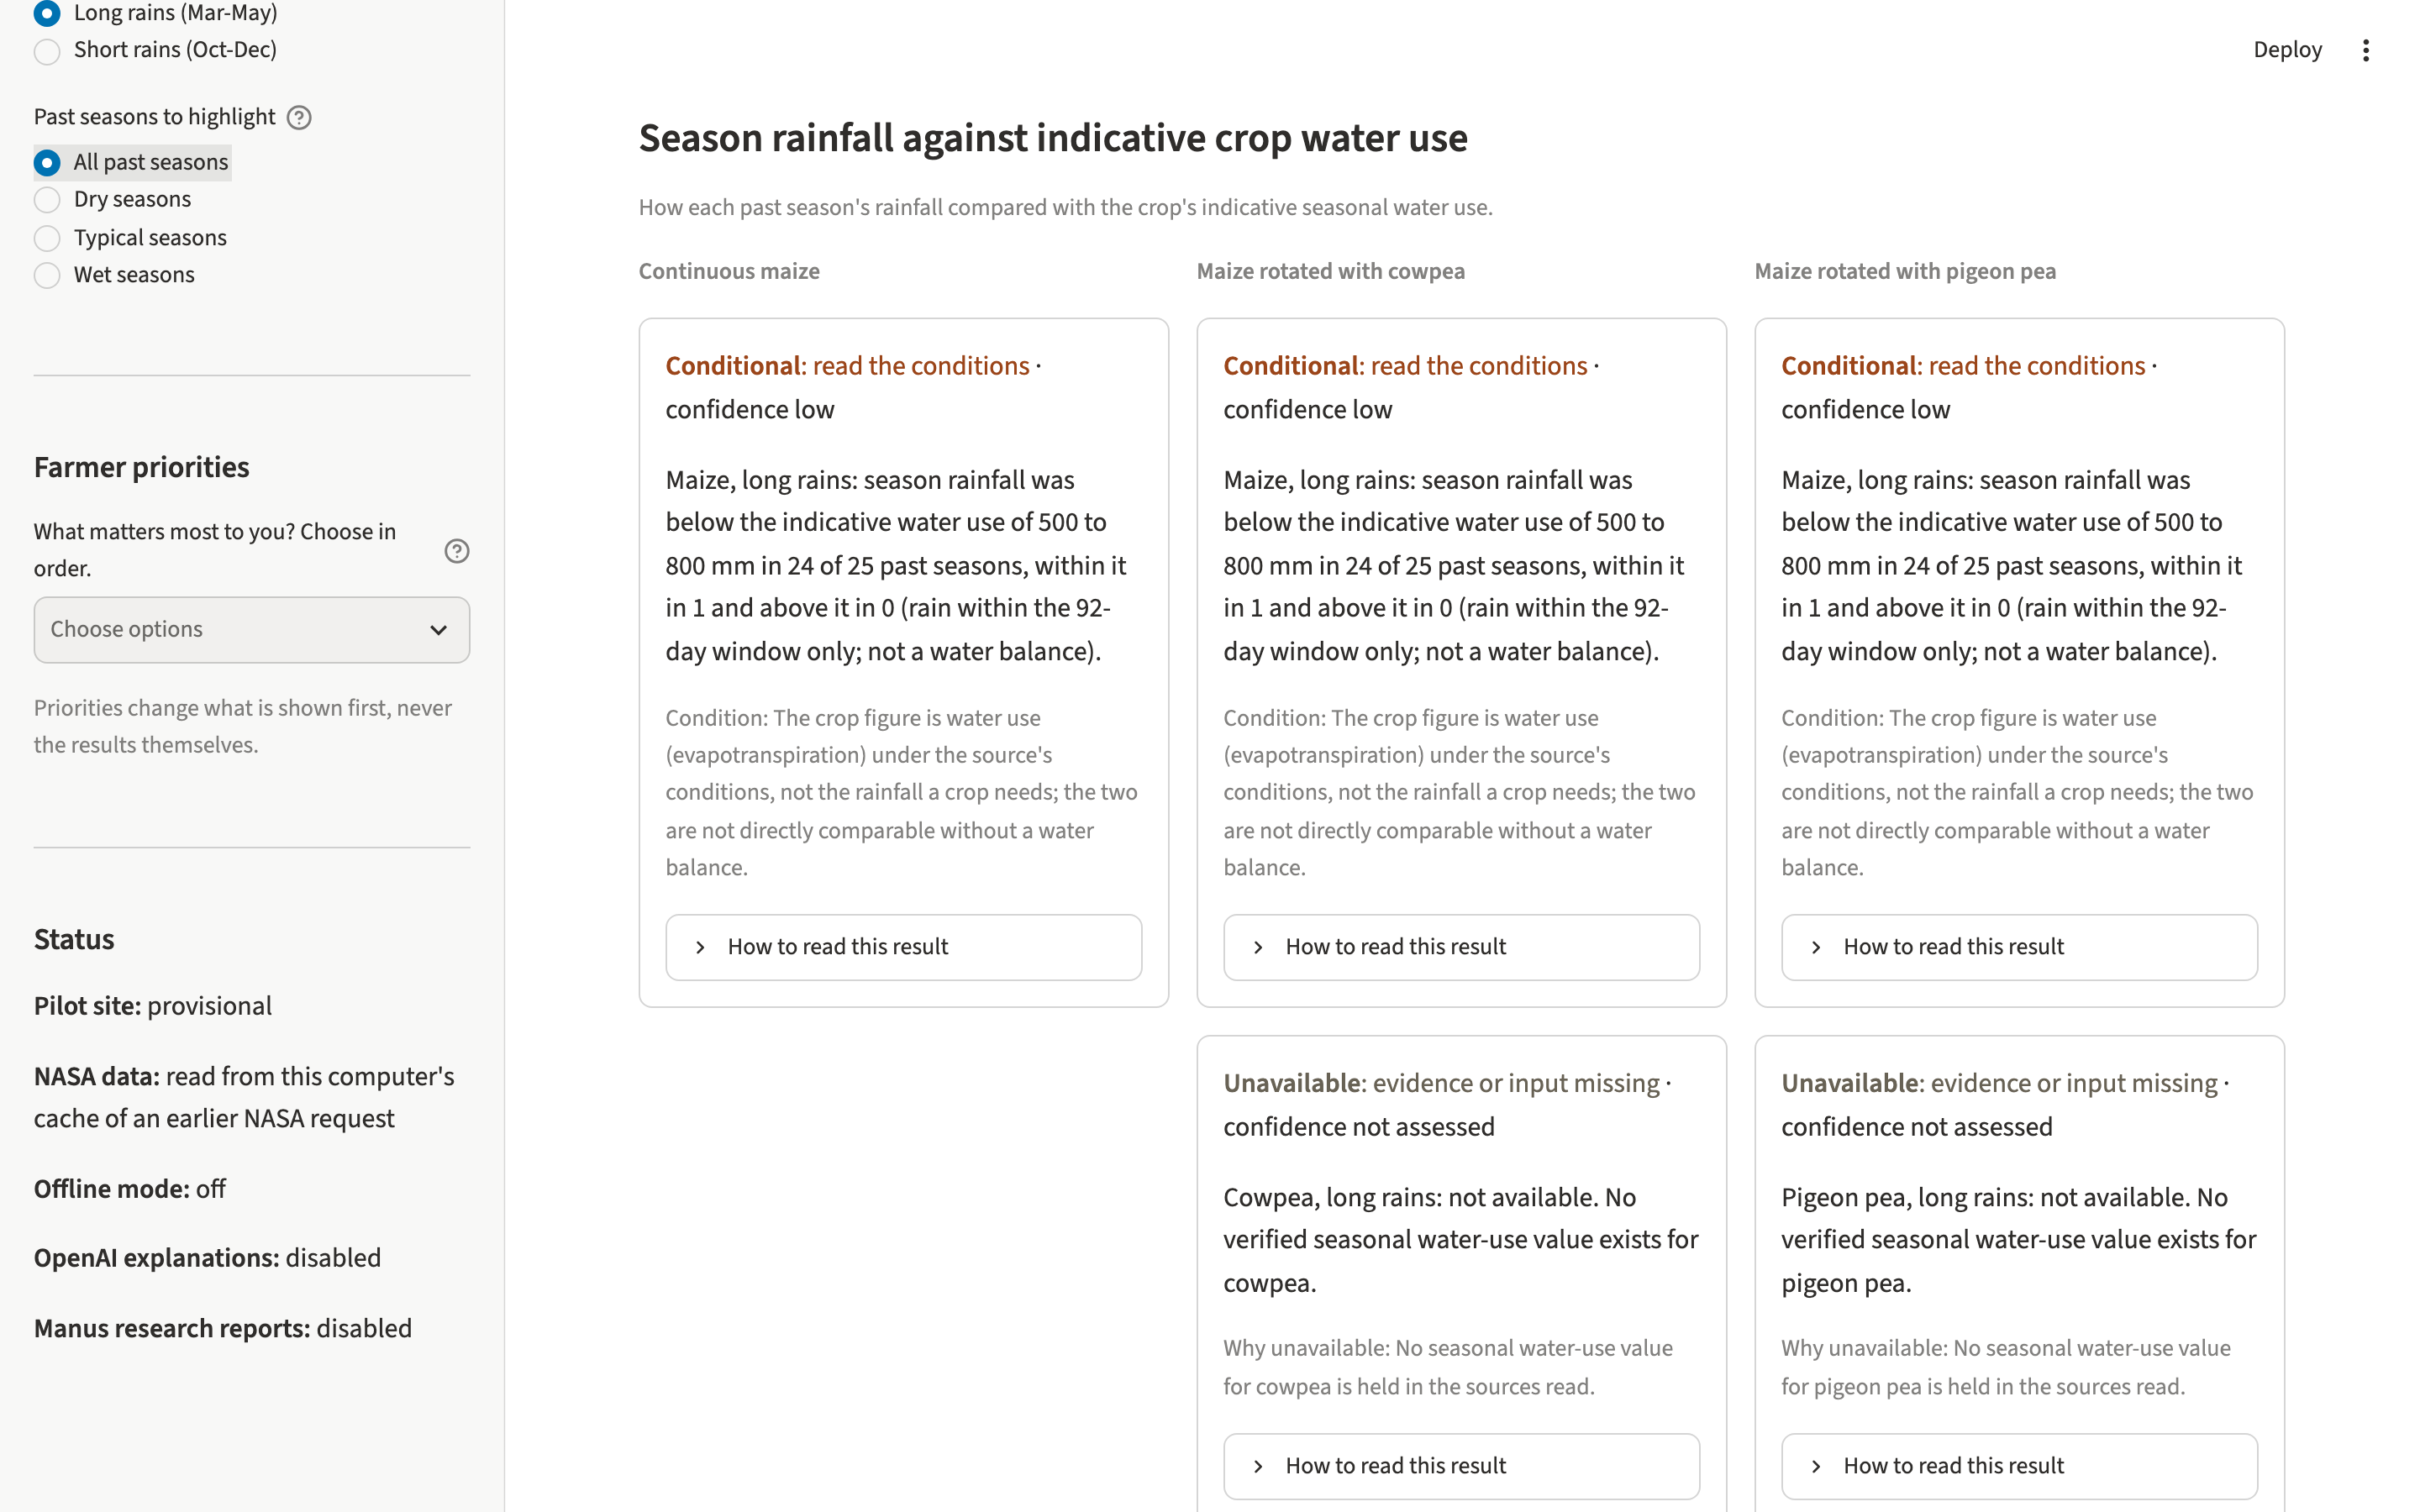 Long rains (Mar-May)
Short rains (Oct-Dec)
Past seasons to highlight
All past seasons
Dry seasons
Typical seasons
Wet seasons
Farmer priorities
What matters most to you? Choose in
order.
Choose options
Priorities change what is shown first, never
the results themselves.
Status
Pilot site: provisional
NASA data: read from this computer's
cache of an earlier NASA request
Offline mode: off
OpenAI explanations: disabled
Manus research reports: disabled
Deploy
Season rainfall against indicative crop water use
How each past season's rainfall compared with the crop's indicative seasonal water use.
Continuous maize
Conditional: read the conditions ·
confidence low
Maize, long rains: season rainfall was
below the indicative water use of 500 to
800 mm in 24 of 25 past seasons, within it
in 1 and above it in 0 (rain within the 92-
day window only; not a water balance).
Condition: The crop figure is water use
(evapotranspiration) under the source's
conditions, not the rainfall a crop needs; the two
are not directly comparable without a water
balance.
How to read this result
Maize rotated with cowpea
Conditional: read the conditions ·
confidence low
Maize, long rains: season rainfall was
below the indicative water use of 500 to
800 mm in 24 of 25 past seasons, within it
in 1 and above it in 0 (rain within the 92-
day window only; not a water balance).
Condition: The crop figure is water use
(evapotranspiration) under the source's
conditions, not the rainfall a crop needs; the two
are not directly comparable without a water
balance.
How to read this result
Unavailable: evidence or input missing ·
confidence not assessed
Cowpea, long rains: not available. No
verified seasonal water-use value exists for
cowpea.
Why unavailable: No seasonal water-use value
for cowpea is held in the sources read.
How to read this result
Maize rotated with pigeon pea
Conditional: read the conditions ·
confidence low
Maize, long rains: season rainfall was
below the indicative water use of 500 to
800 mm in 24 of 25 past seasons, within it
in 1 and above it in 0 (rain within the 92-
day window only; not a water balance).
Condition: The crop figure is water use
(evapotranspiration) under the source's
conditions, not the rainfall a crop needs; the two
are not directly comparable without a water
balance.
How to read this result
Unavailable: evidence or input missing ·
confidence not assessed
Pigeon pea, long rains: not available. No
verified seasonal water-use value exists for
pigeon pea.
Why unavailable: No seasonal water-use value
for pigeon pea is held in the sources read.
How to read this result